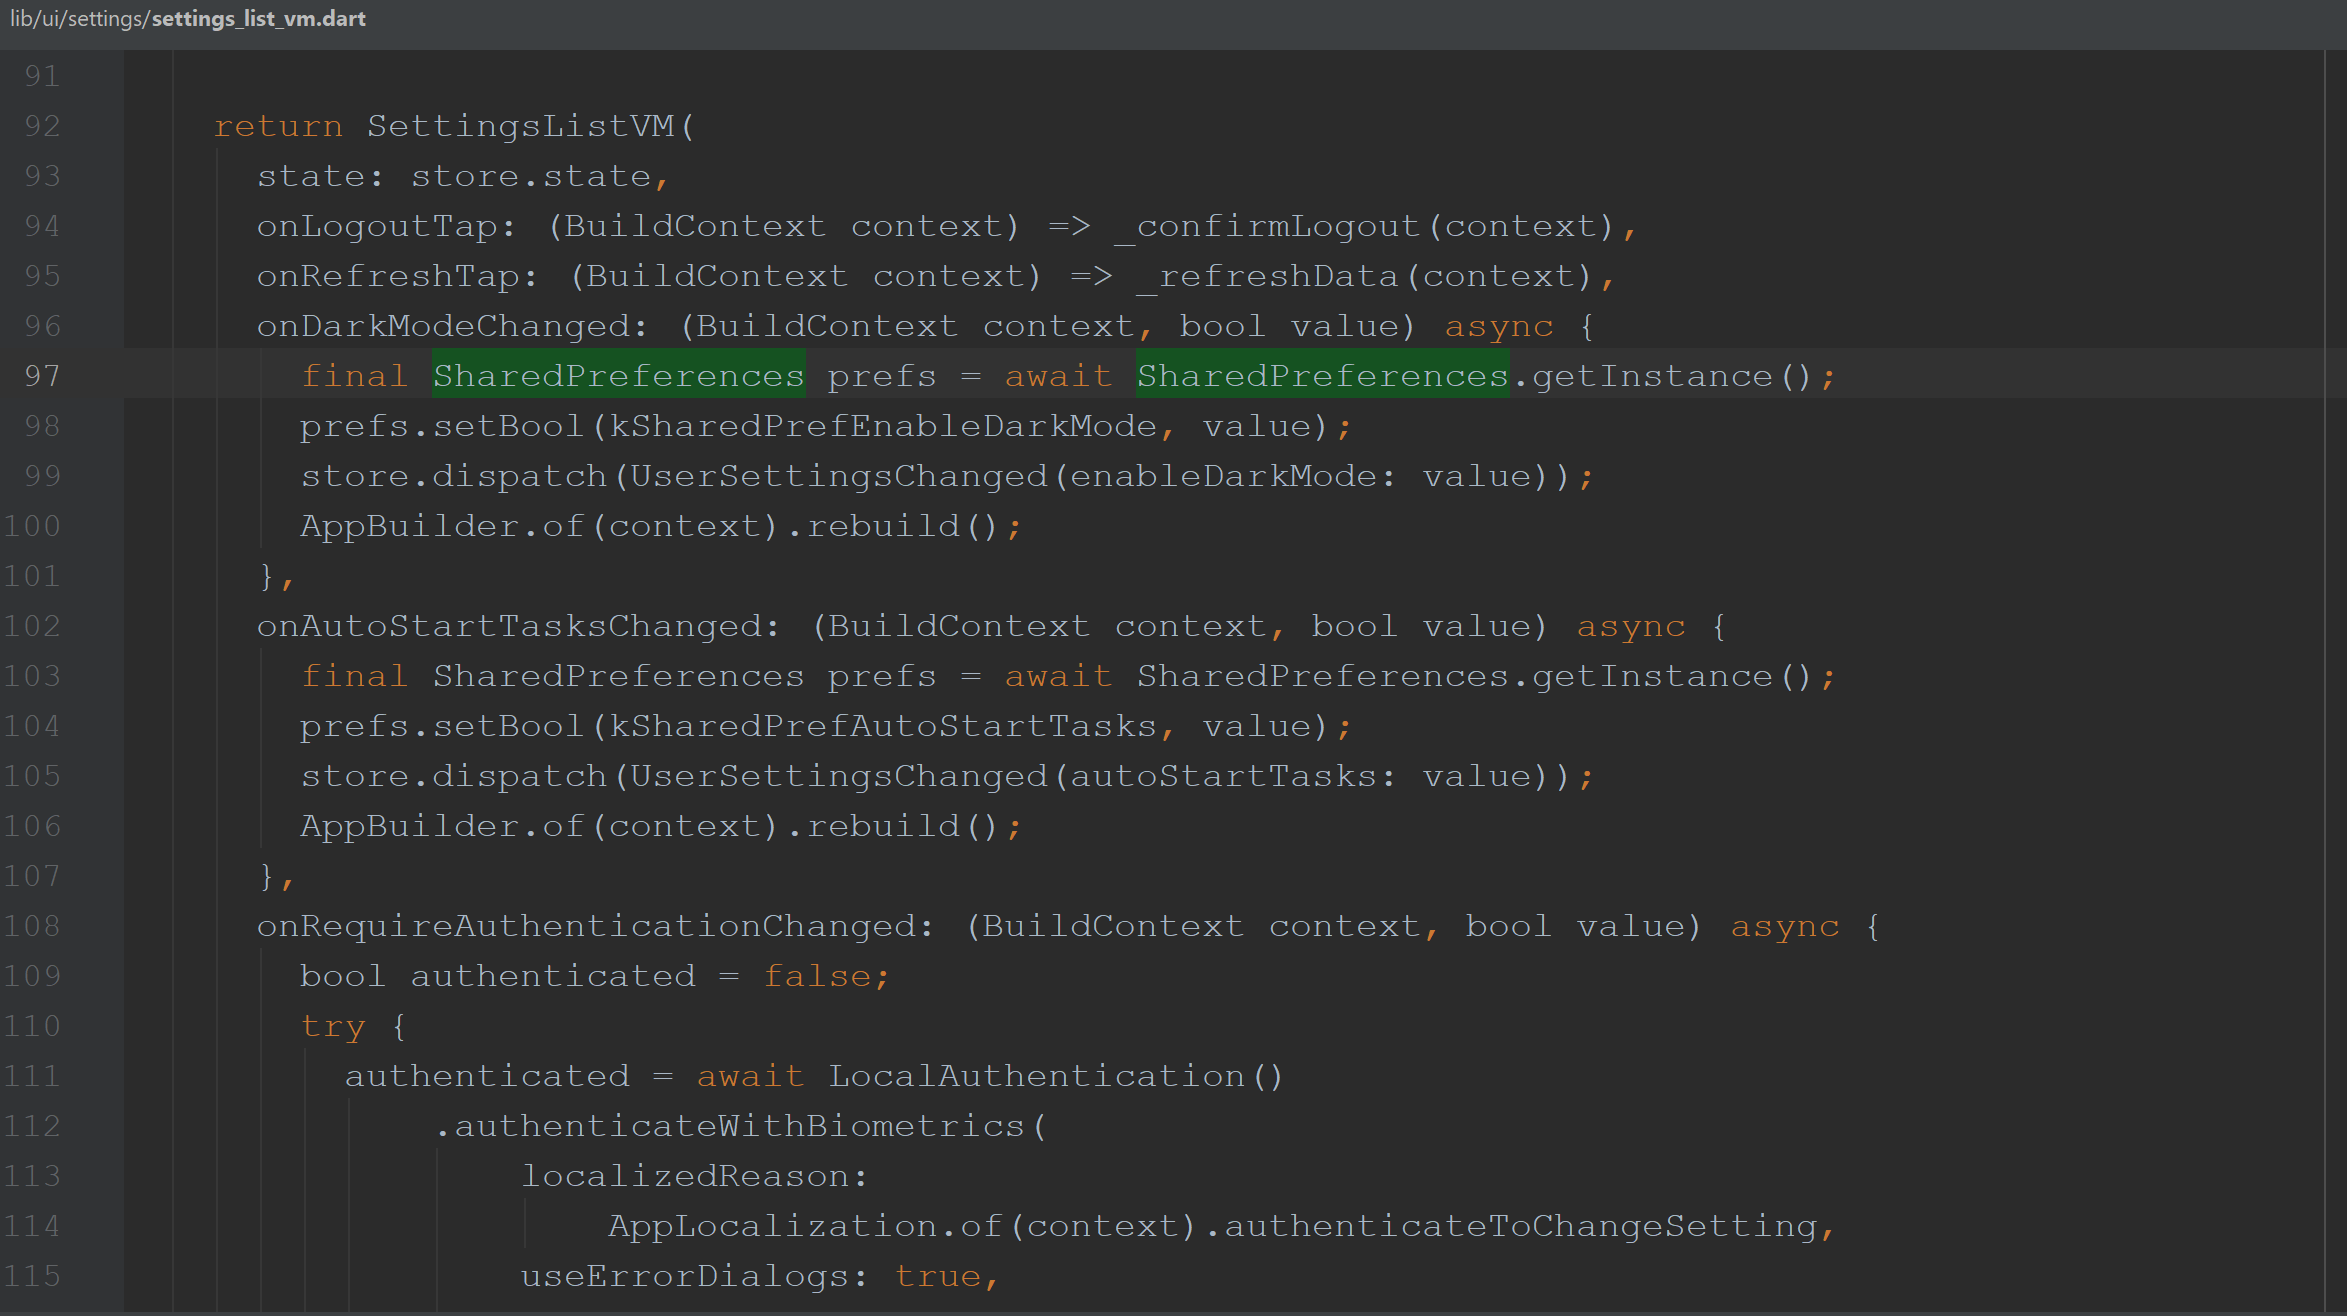 lib/ui/settings/settings_list_vm.dart
91
92 return SettingsListVM(
93 state: store.state,
94 onLogoutTap: (BuildContext context) => _confirmLogout(context),
95 onRefreshTap: (BuildContext context) => _refreshData(context),
96 onDarkModeChanged: (BuildContext context, bool value) async {
97 final SharedPreferences prefs = await SharedPreferences.getInstance();
98 prefs.setBool(kSharedPrefEnableDarkMode, value);
99 store.dispatch(UserSettingsChanged(enableDarkMode: value));
100 AppBuilder.of(context).rebuild();
101 },
102 onAutoStartTasksChanged: (BuildContext context, bool value) async {
103 final SharedPreferences prefs = await SharedPreferences.getInstance();
104 prefs.setBool(kSharedPrefAutoStartTasks, value);
105 store.dispatch(UserSettingsChanged(autoStartTasks: value));
106 AppBuilder.of(context).rebuild();
107 },
108 onRequireAuthenticationChanged: (BuildContext context, bool value) async {
109 bool authenticated = false;
110 try {
111 authenticated = await LocalAuthentication()
112 .authenticateWithBiometrics(
113 localizedReason:
114 AppLocalization.of(context).authenticateToChangeSetting,
115 useErrorDialogs: true,